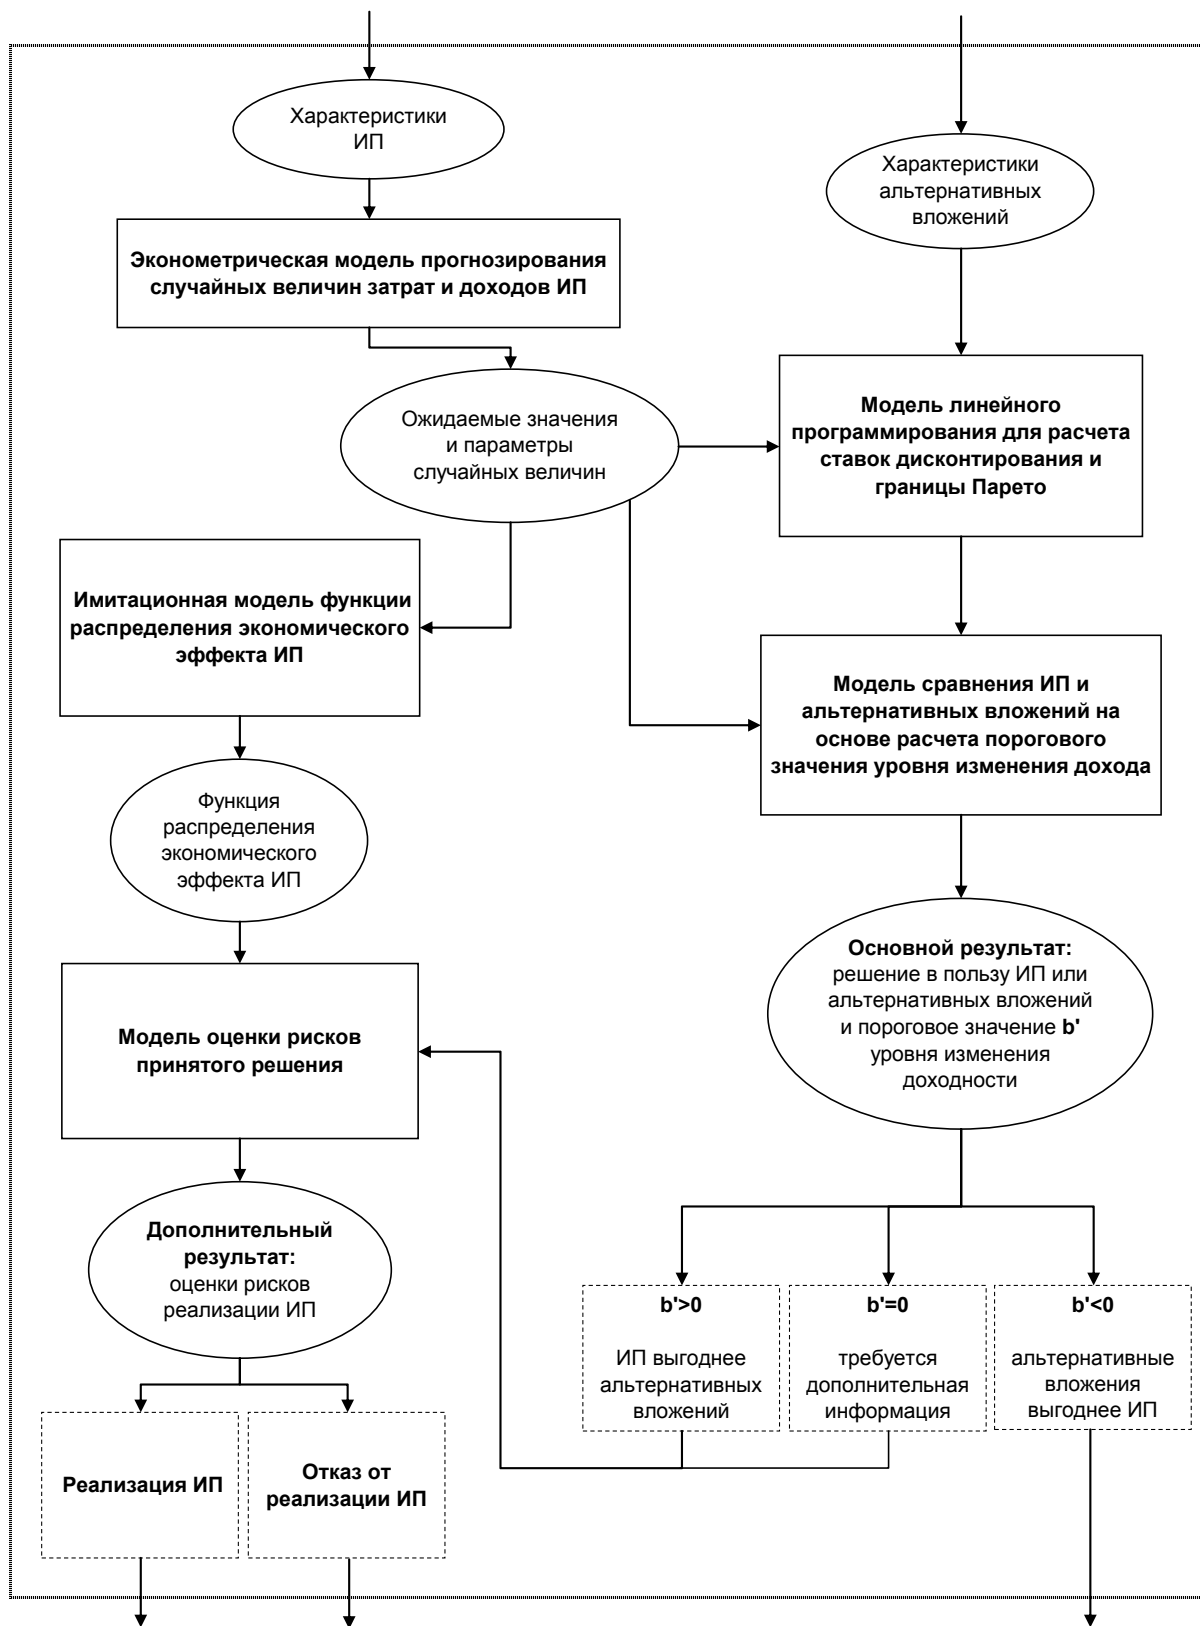 Характеристики
ИП
Характеристики
альтернативных
вложений
Эконометрическая модель прогнозирования
случайных величин затрат и доходов ИП
Ожидаемые значения
и параметры
случайных величин
Модель линейного
программирования для расчета
ставок дисконтирования и
границы Парето
Имитационная модель функции
распределения экономического
эффекта ИП
Модель сравнения ИП и
альтернативных вложений на
основе расчета порогового
значения уровня изменения дохода
Функция
распределения
экономического
эффекта ИП
Основной результат:
решение в пользу ИП или
альтернативных вложений
и пороговое значение b'
уровня изменения
доходности
Модель оценки рисков
принятого решения
Дополнительный
результат:
оценки рисков
реализации ИП
b'>0
ИП выгоднее
альтернативных
вложений
b'=0
требуется
дополнительная
информация
b'<0
альтернативные
вложения
выгоднее ИП
Реализация ИП
Отказ от
реализации ИП